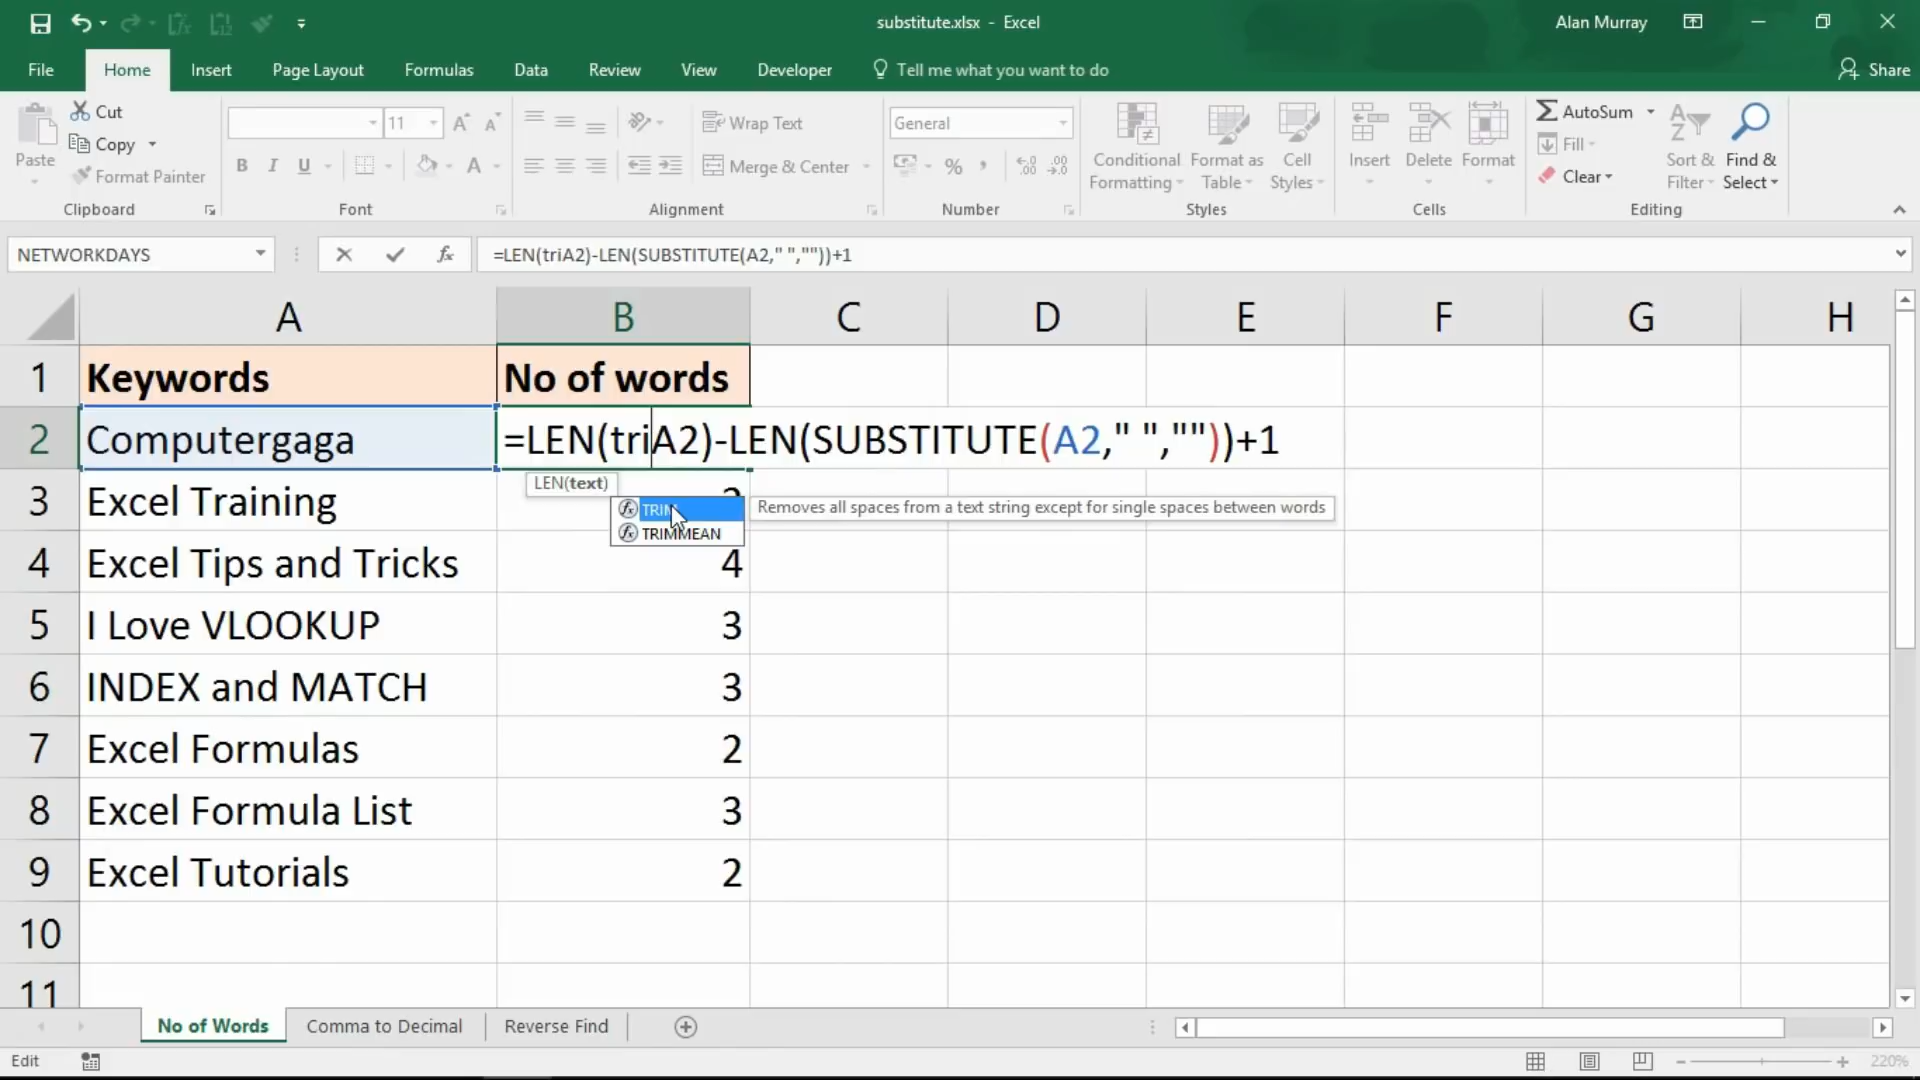 substitute.xlsx - Excel
Alan Murray
File Home Insert Page Layout Formulas Data Review View Developer Tell me what you want to do Share
Paste
Cut
Copy
Format Painter
Clipboard
11
B I U
Font
Wrap Text
Merge & Center
Alignment
General
%
Number
Conditional Formatting
Format as Table
Cell Styles
Styles
Insert Delete Format
Cells
AutoSum
Fill
Clear
Sort & Filter
Find & Select
Editing
NETWORKDAYS
fx
=LEN(triA2)-LEN(SUBSTITUTE(A2," ",""))+1
A B C D E F G H
1 Keywords No of words
2 Computergaga =LEN(triA2)-LEN(SUBSTITUTE(A2," ",""))+1
LEN(text)
3 Excel Training
TRIM Removes all spaces from a text string except for single spaces between words
TRIMMEAN
4 Excel Tips and Tricks 4
5 I Love VLOOKUP 3
6 INDEX and MATCH 3
7 Excel Formulas 2
8 Excel Formula List 3
9 Excel Tutorials 2
10
11
No of Words Comma to Decimal Reverse Find
Edit
220%